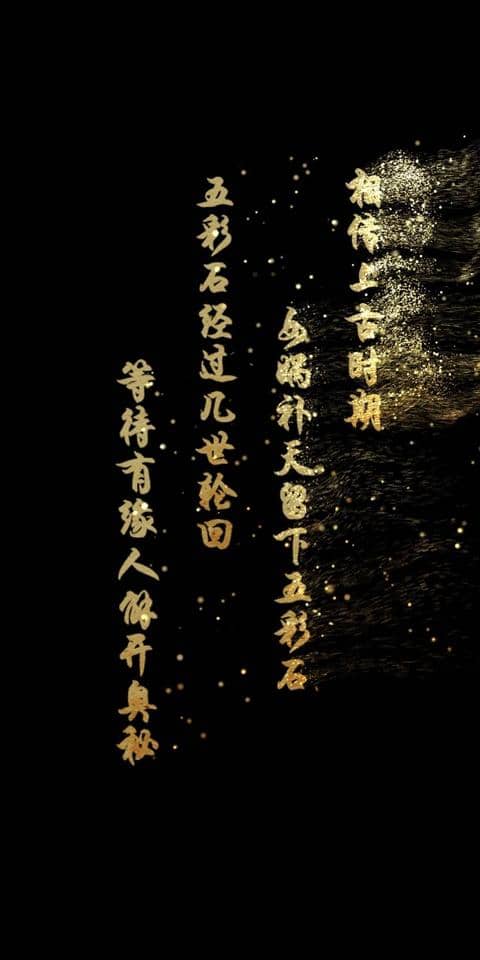 相传上古时期
女娲补天留下五彩石
五彩石经过几世轮回
等待有缘人解开奥秘